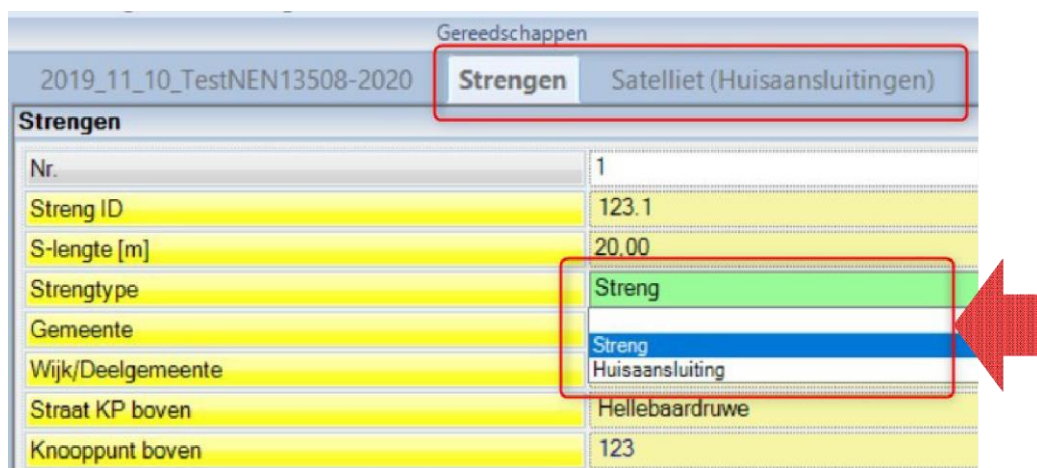 Gereedschappen
2019_11_10_TestNEN13508-2020 Strengen Satelliet (Huisaansluitingen)
Strengen
Nr. 1
Streng ID 123.1
S-lengte [m] 20,00
Strengtype Streng
Gemeente
Streng
Wijk/Deelgemeente Huisaansluiting
Straat KP boven Hellebaardruwe
Knooppunt boven 123